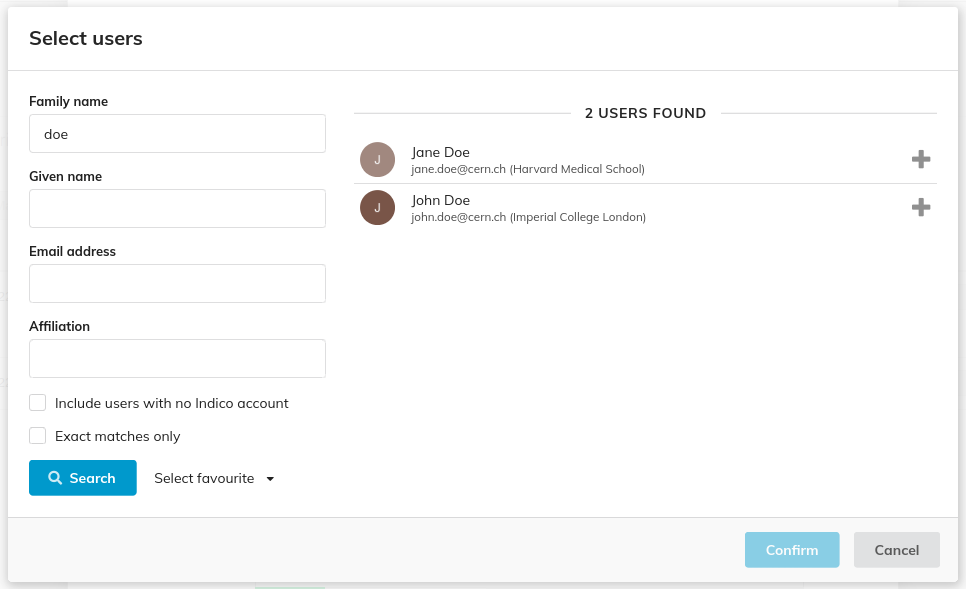 Select users
Family name
doe
Given name
Email address
Affiliation
Include users with no Indico account
Exact matches only
Search
Select favourite
2 USERS FOUND
J
Jane Doe
jane.doe@cern.ch (Harvard Medical School)
J
John Doe
john.doe@cern.ch (Imperial College London)
Confirm
Cancel